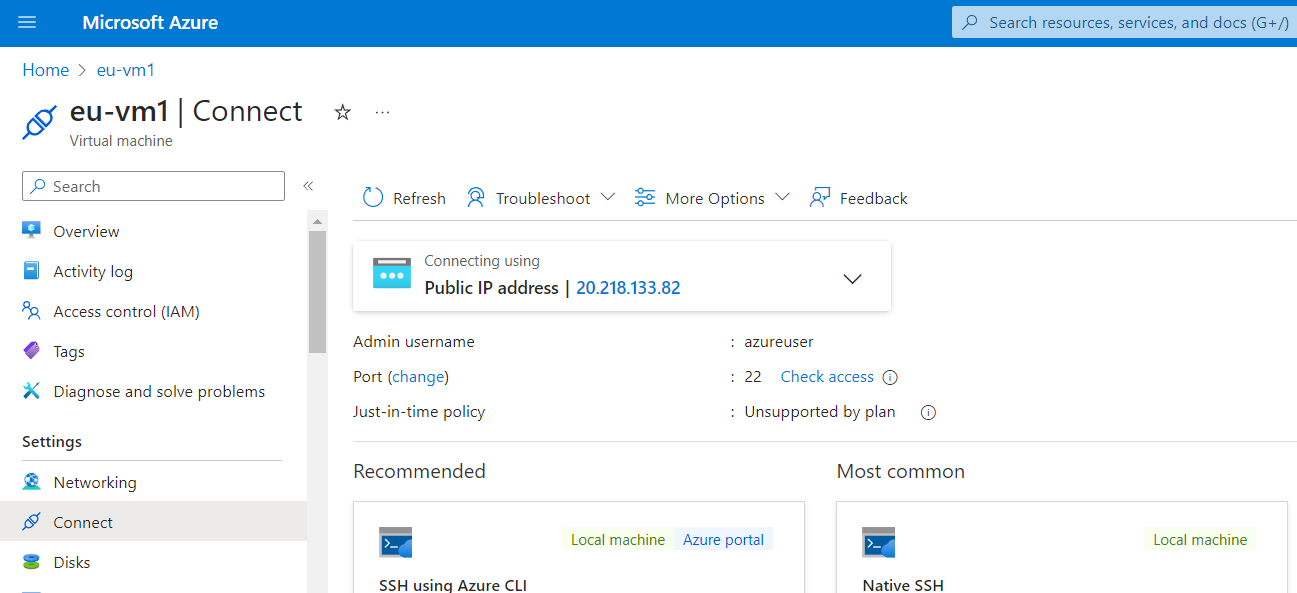 Microsoft Azure
Search resources, services, and docs (G+/)
Home > eu-vm1
eu-vm1 | Connect
...
Virtual machine
Search
«
Overview
Activity log
Access control (IAM)
Tags
Diagnose and solve problems
Settings
Networking
Connect
Disks
Refresh
Troubleshoot
More Options
Feedback
Connecting using
Public IP address | 20.218.133.82
Admin username : azureuser
Port (change) : 22 Check access
Just-in-time policy : Unsupported by plan
Recommended
Local machine Azure portal
SSH using Azure CLI
Most common
Local machine
Native SSH